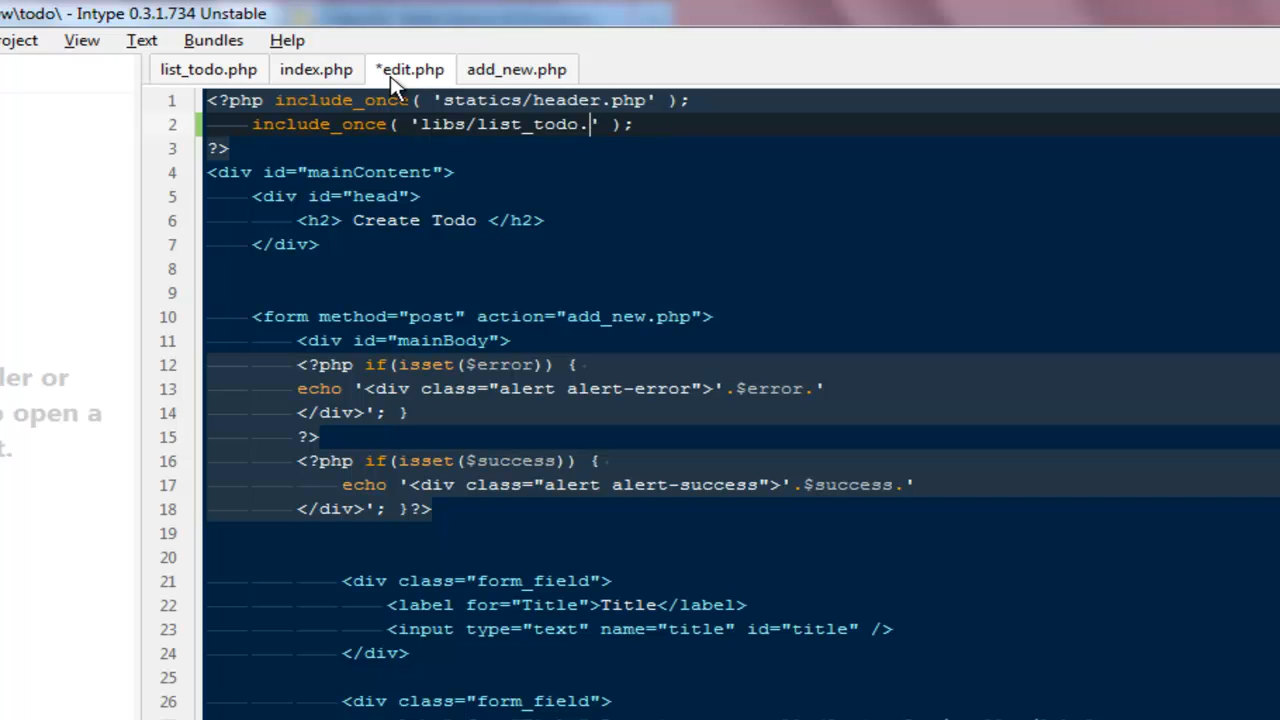 w\todo\ - Intype 0.3.1.734 Unstable
roject View Text Bundles Help
list_todo.php index.php *edit.php add_new.php
1 <?php include_once( 'statics/header.php' );
2 include_once( 'libs/list_todo.' );
3 ?>
4 <div id="mainContent">
5 <div id="head">
6 <h2> Create Todo </h2>
7 </div>
8
9
10 <form method="post" action="add_new.php">
11 <div id="mainBody">
12 <?php if(isset($error)) {
13 echo '<div class="alert alert-error">'.$error.'
14 </div>'; }
15 ?>
16 <?php if(isset($success)) {
17 echo '<div class="alert alert-success">'.$success.'
18 </div>'; }?>
19
20
21 <div class="form_field">
22 <label for="Title">Title</label>
23 <input type="text" name="title" id="title" />
24 </div>
25
26 <div class="form_field">
der or
o open a
t.